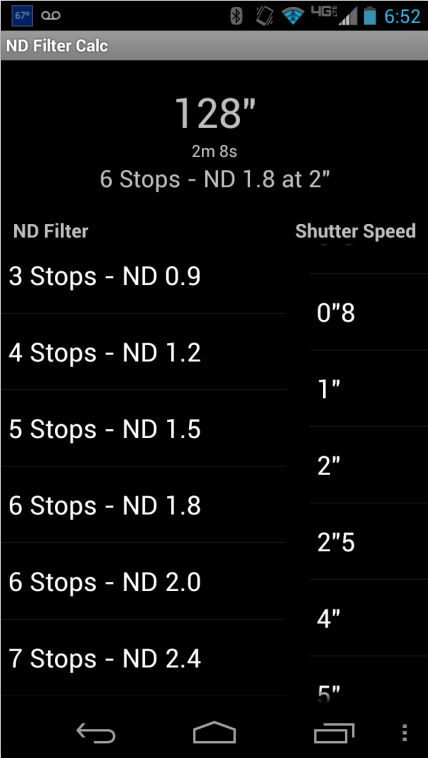 67°
4G
6:52
ND Filter Calc
128"
2m 8s
6 Stops - ND 1.8 at 2"
ND Filter
Shutter Speed
3 Stops - ND 0.9
0"8
4 Stops - ND 1.2
1"
5 Stops - ND 1.5
2"
6 Stops - ND 1.8
2"5
6 Stops - ND 2.0
4"
7 Stops - ND 2.4
5"